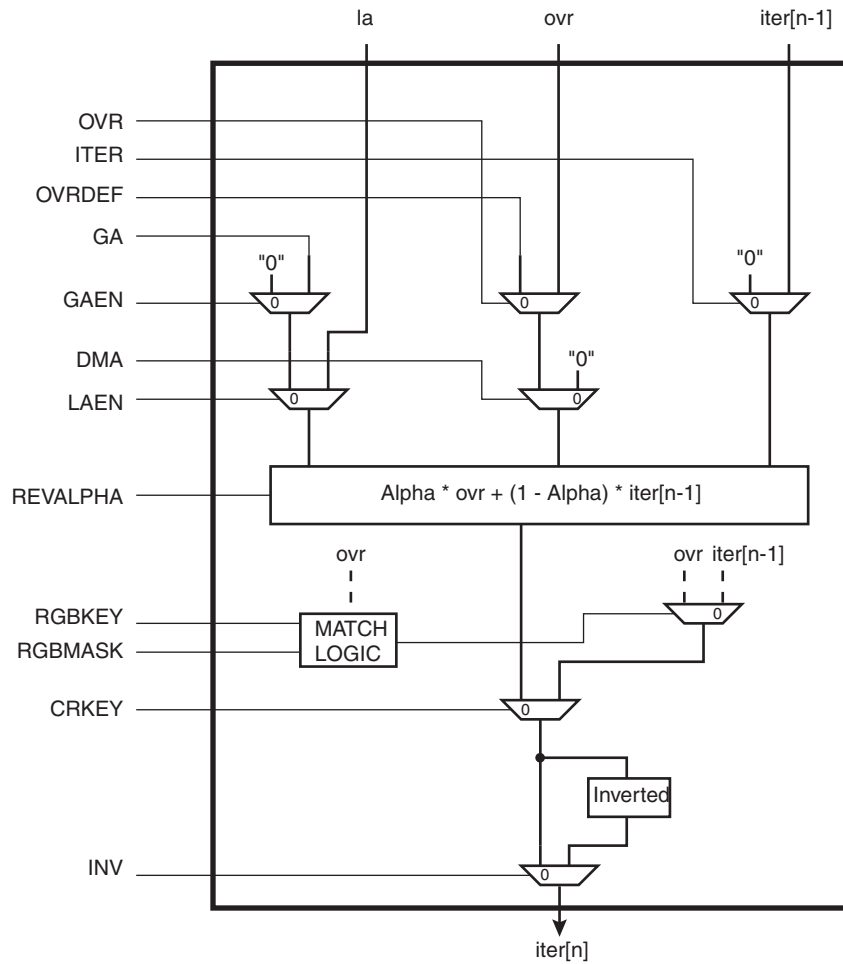 la ovr iter[n-1]
OVR
ITER
OVRDEF
GA
"0" "0"
GAEN 0 0 0
DMA "0"
LAEN 0 0
REVALPHA Alpha * ovr + (1 - Alpha) * iter[n-1]
ovr ovr iter[n-1]
RGBKEY 0
MATCH
RGBMASK LOGIC
CRKEY 0
Inverted
INV 0
iter[n]